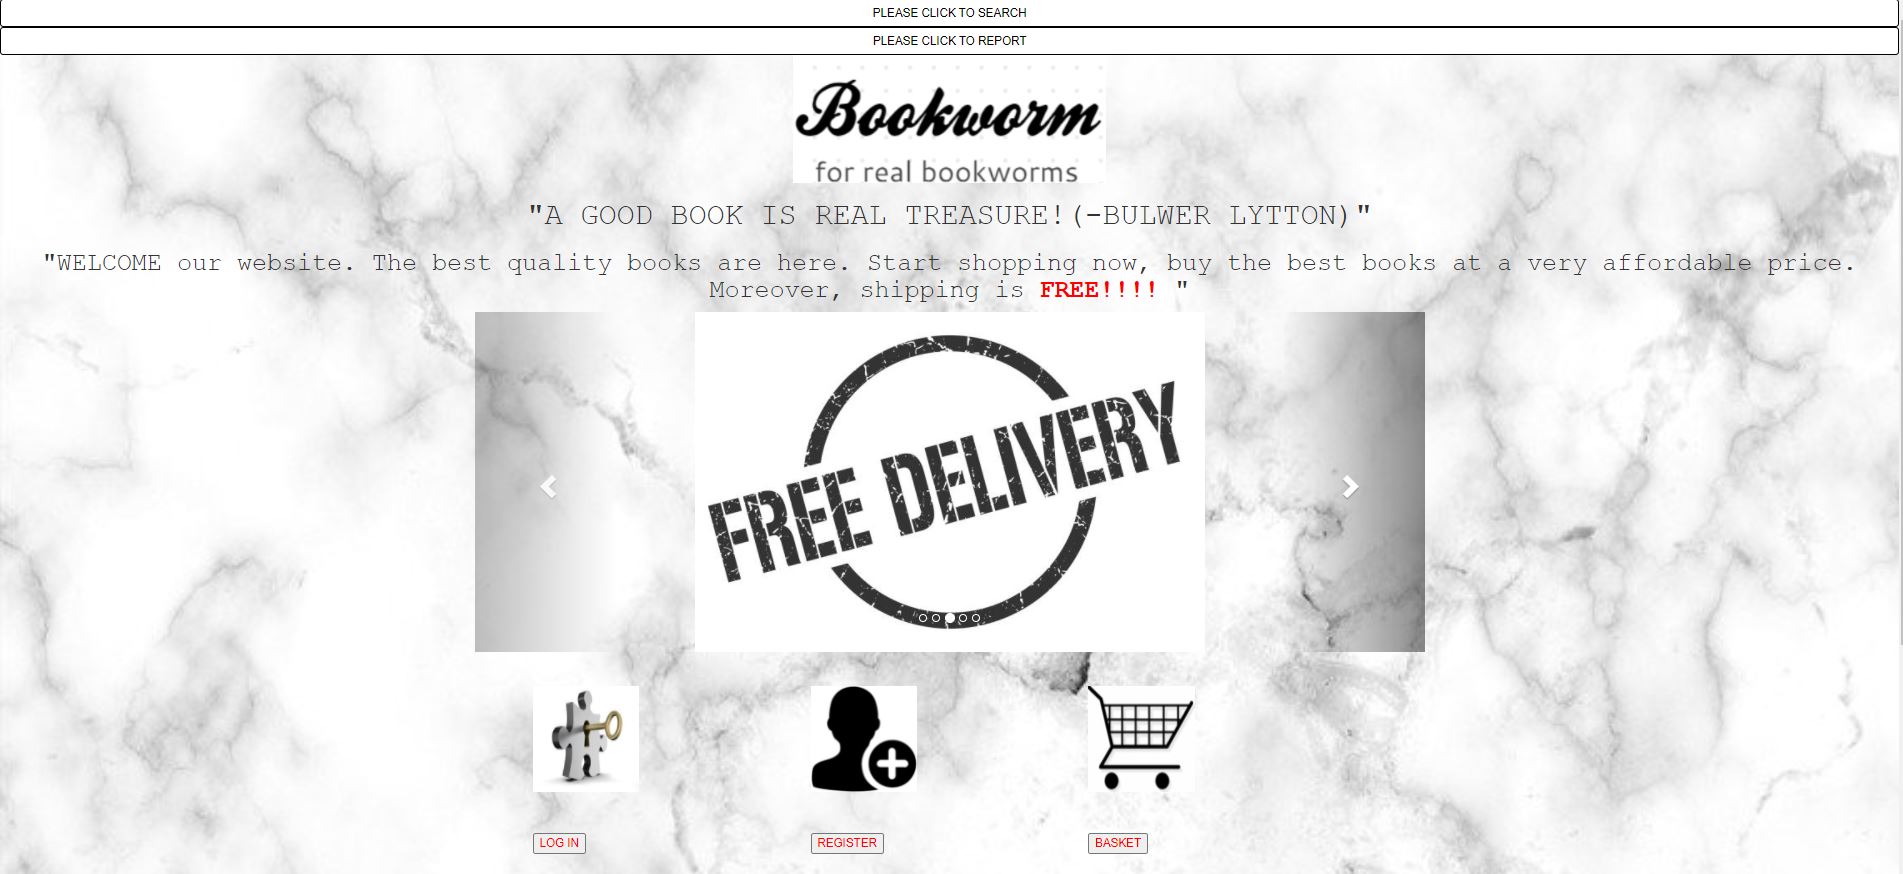 PLEASE CLICK TO SEARCH
PLEASE CLICK TO REPORT
Bookworm
for real bookworms
"A GOOD BOOK IS REAL TREASURE!(-BULWER LYTTON)"
"WELCOME our website. The best quality books are here. Start shopping now, buy the best books at a very affordable price.
Moreover, shipping is FREE!!!! "
FREE DELIVERY
LOG IN
REGISTER
BASKET